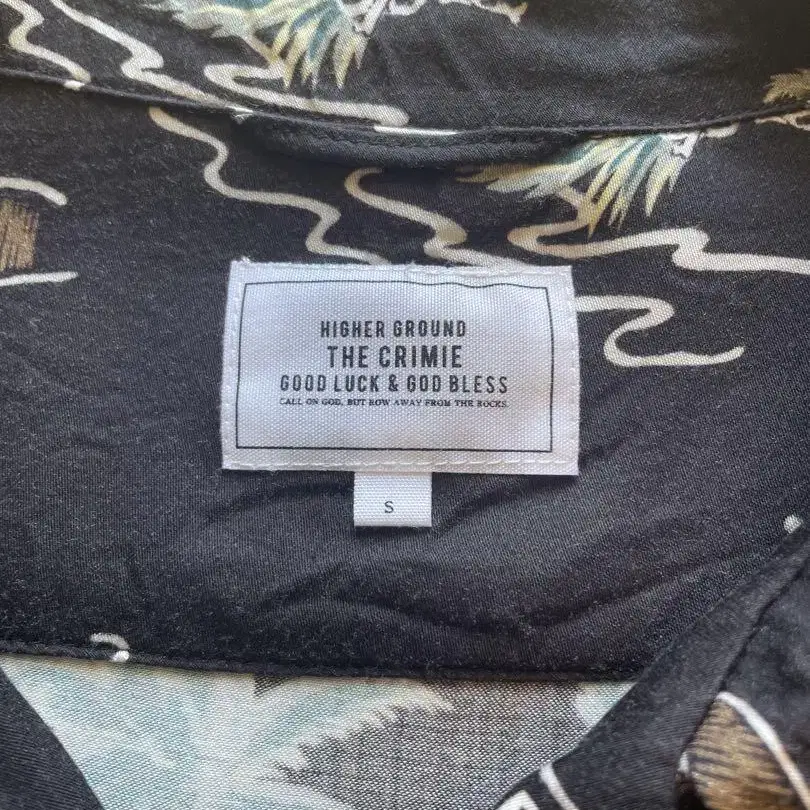 HIGHER GROUND
THE CRIMIE
GOOD LUCK & GOD BLESS
CALL ON GOD, BUT ROW AWAY FROM THE ROCKS.
S